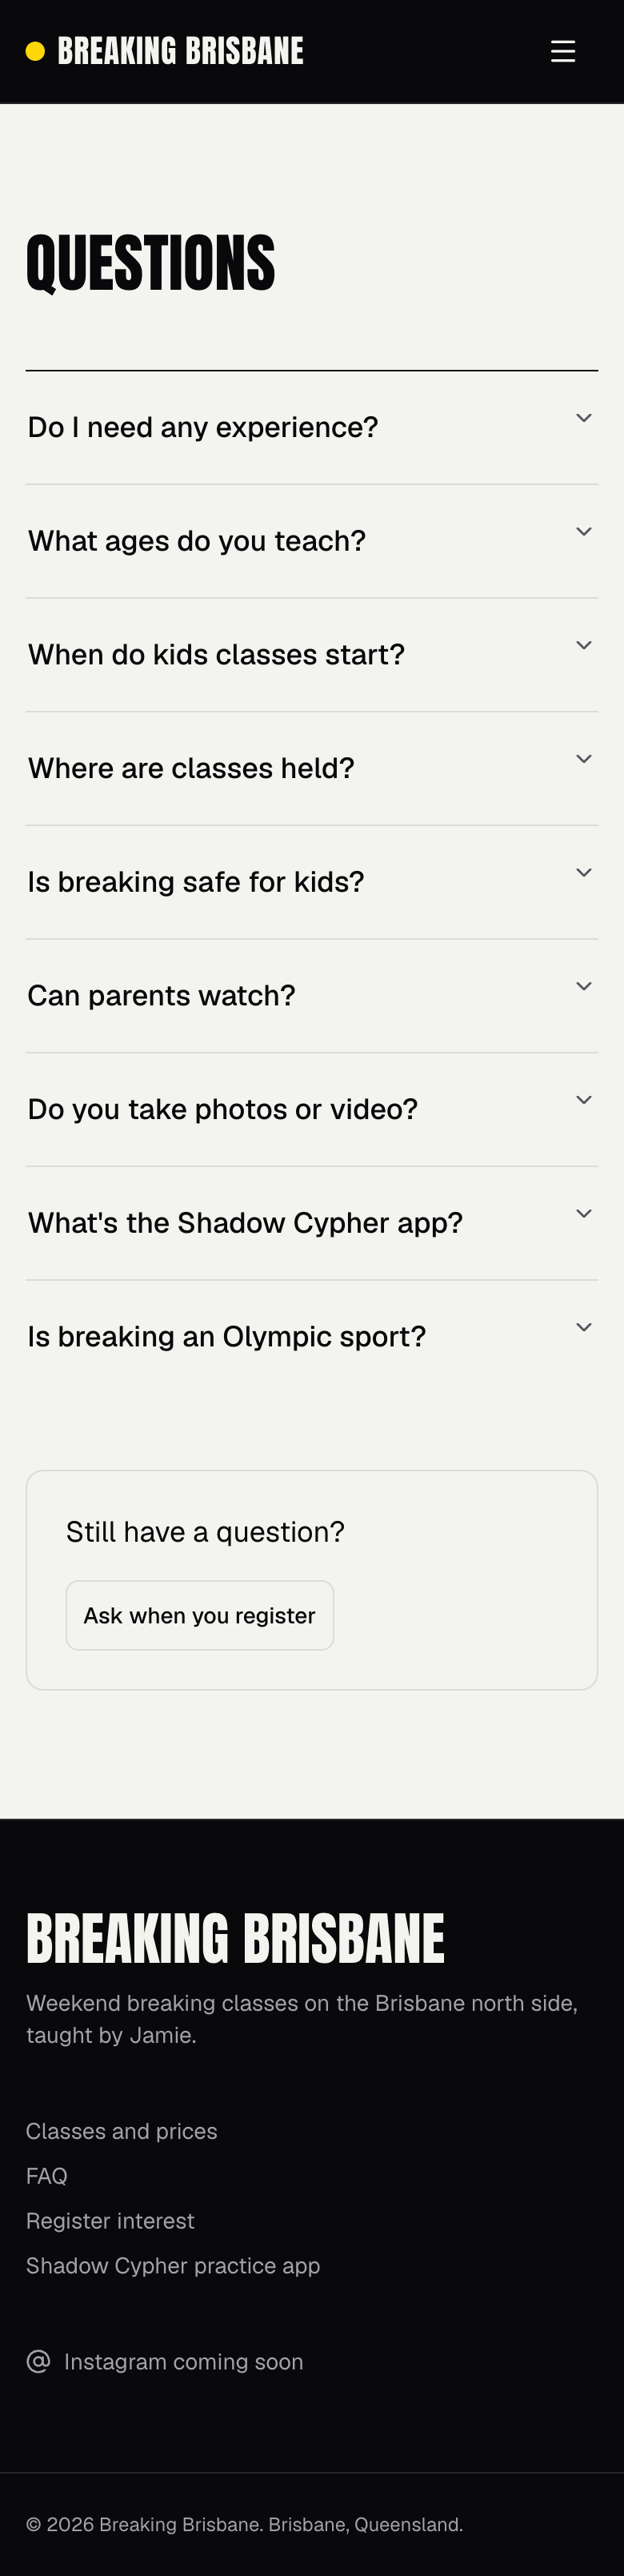 BREAKING BRISBANE
QUESTIONS
Do I need any experience?
What ages do you teach?
When do kids classes start?
Where are classes held?
Is breaking safe for kids?
Can parents watch?
Do you take photos or video?
What's the Shadow Cypher app?
Is breaking an Olympic sport?
Still have a question?
Ask when you register
BREAKING BRISBANE
Weekend breaking classes on the Brisbane north side,
taught by Jamie.
Classes and prices
FAQ
Register interest
Shadow Cypher practice app
@ Instagram coming soon
© 2026 Breaking Brisbane. Brisbane, Queensland.